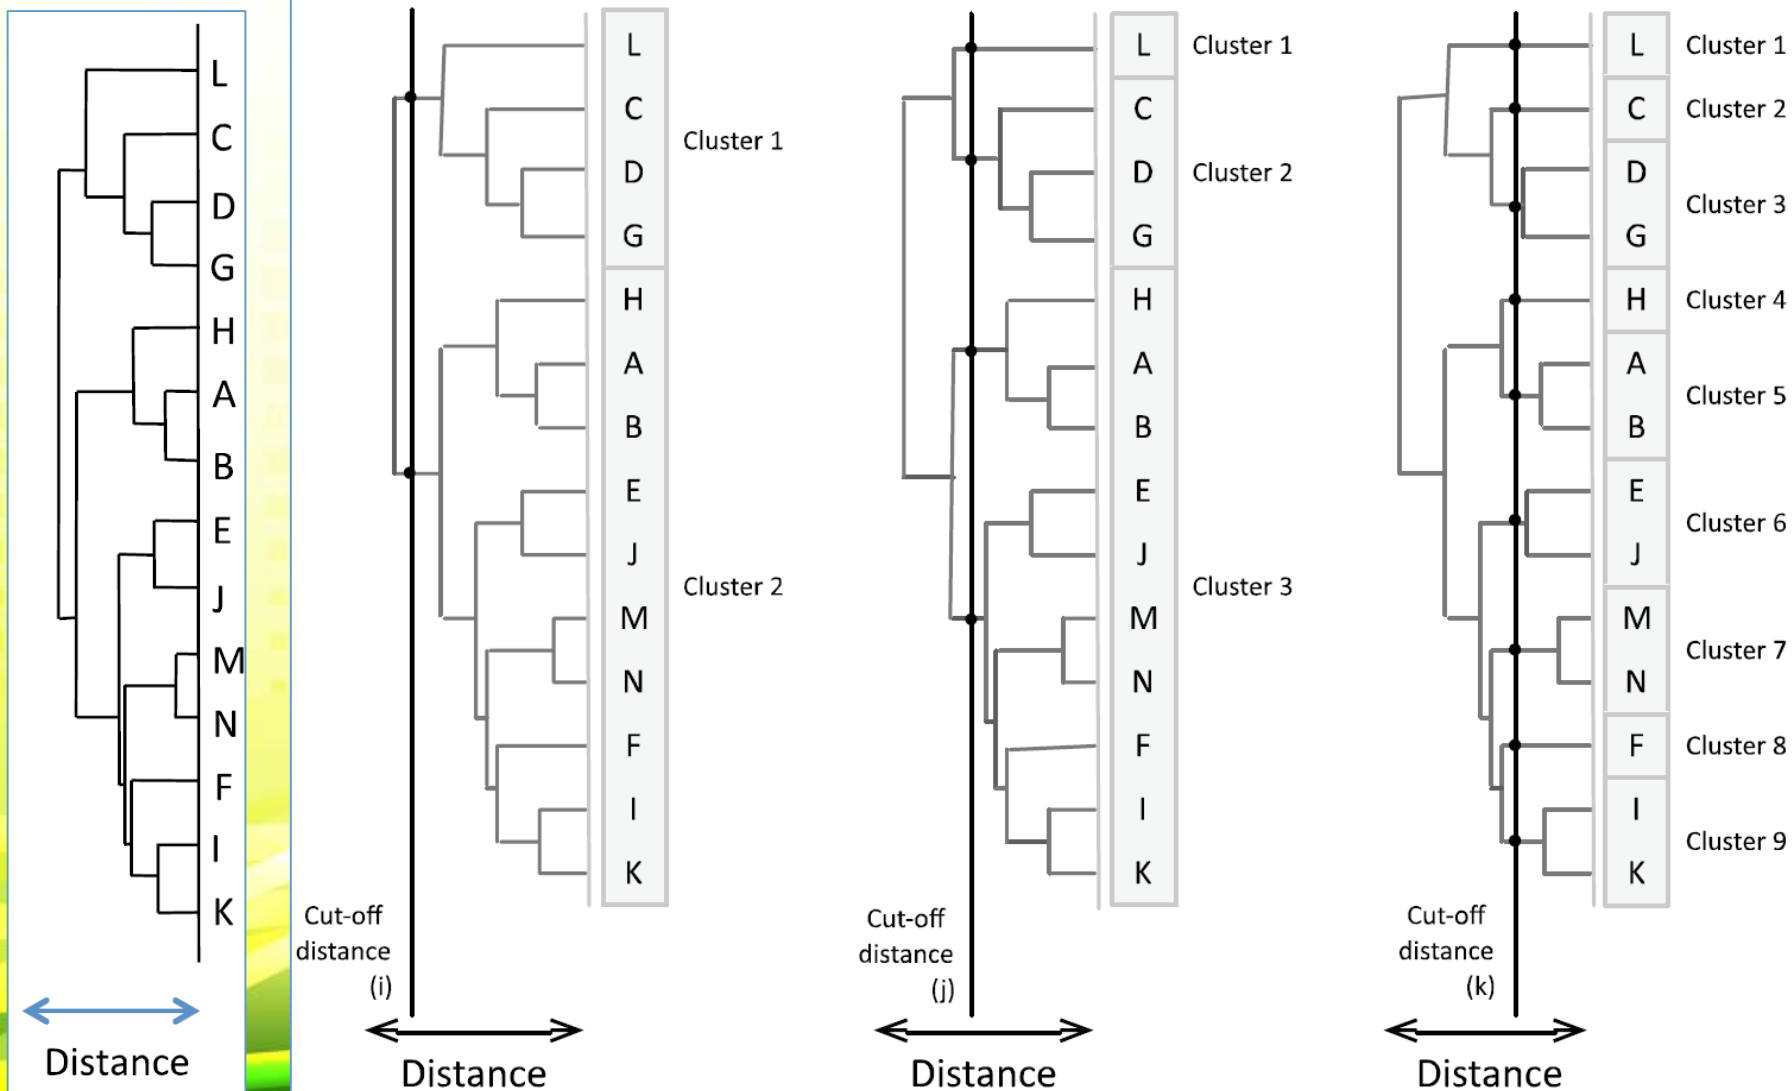 L
C
D
G
H
A
B
E
J
M
N
F
I
K
Distance
L
C
D
G
Cluster 1
H
A
B
E
J
M
N
F
I
K
Cluster 2
Cut-off
distance
(i)
Distance
L
Cluster 1
C
D
G
Cluster 2
H
A
B
E
J
M
N
F
I
K
Cluster 3
Cut-off
distance
(j)
Distance
L
Cluster 1
C
Cluster 2
D
G
Cluster 3
H
Cluster 4
A
B
Cluster 5
E
J
Cluster 6
M
N
Cluster 7
F
Cluster 8
I
K
Cluster 9
Cut-off
distance
(k)
Distance